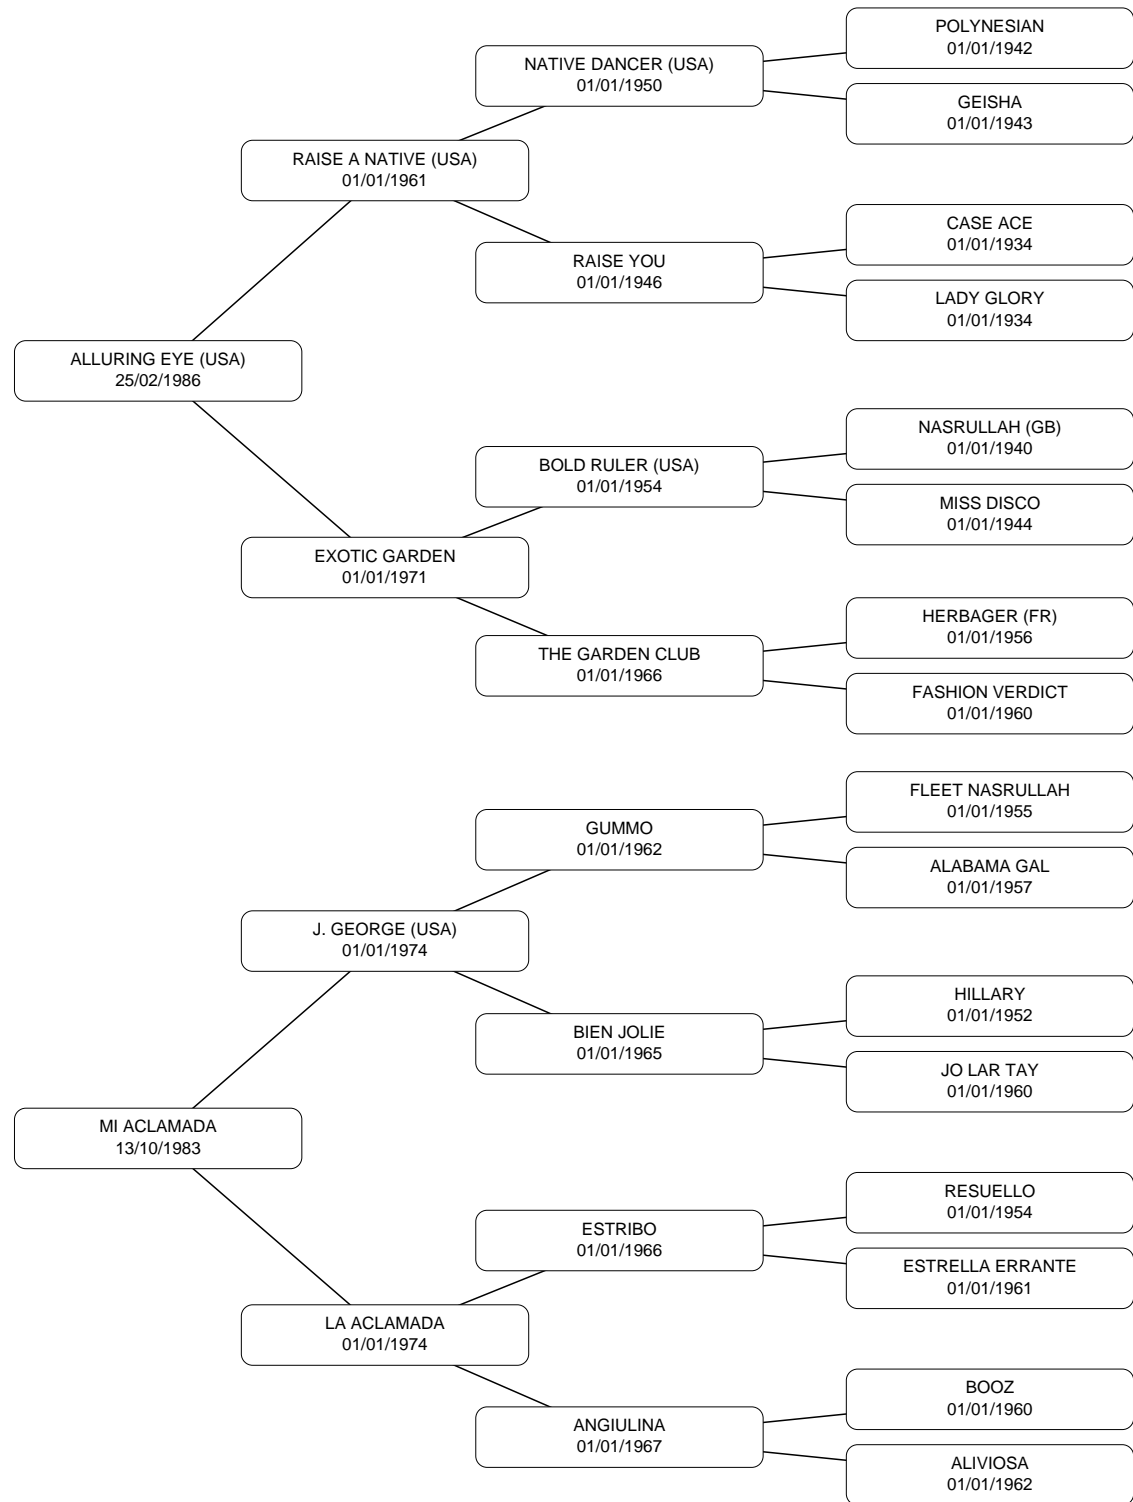 POLYNESIAN
01/01/1942
NATIVE DANCER (USA)
01/01/1950
GEISHA
01/01/1943
RAISE A NATIVE (USA)
01/01/1961
CASE ACE
01/01/1934
RAISE YOU
01/01/1946
LADY GLORY
01/01/1934
ALLURING EYE (USA)
25/02/1986
NASRULLAH (GB)
01/01/1940
BOLD RULER (USA)
01/01/1954
MISS DISCO
01/01/1944
EXOTIC GARDEN
01/01/1971
HERBAGER (FR)
01/01/1956
THE GARDEN CLUB
01/01/1966
FASHION VERDICT
01/01/1960
FLEET NASRULLAH
01/01/1955
GUMMO
01/01/1962
ALABAMA GAL
01/01/1957
J. GEORGE (USA)
01/01/1974
HILLARY
01/01/1952
BIEN JOLIE
01/01/1965
JO LAR TAY
01/01/1960
MI ACLAMADA
13/10/1983
RESUELLO
01/01/1954
ESTRIBO
01/01/1966
ESTRELLA ERRANTE
01/01/1961
LA ACLAMADA
01/01/1974
BOOZ
01/01/1960
ANGIULINA
01/01/1967
ALIVIOSA
01/01/1962